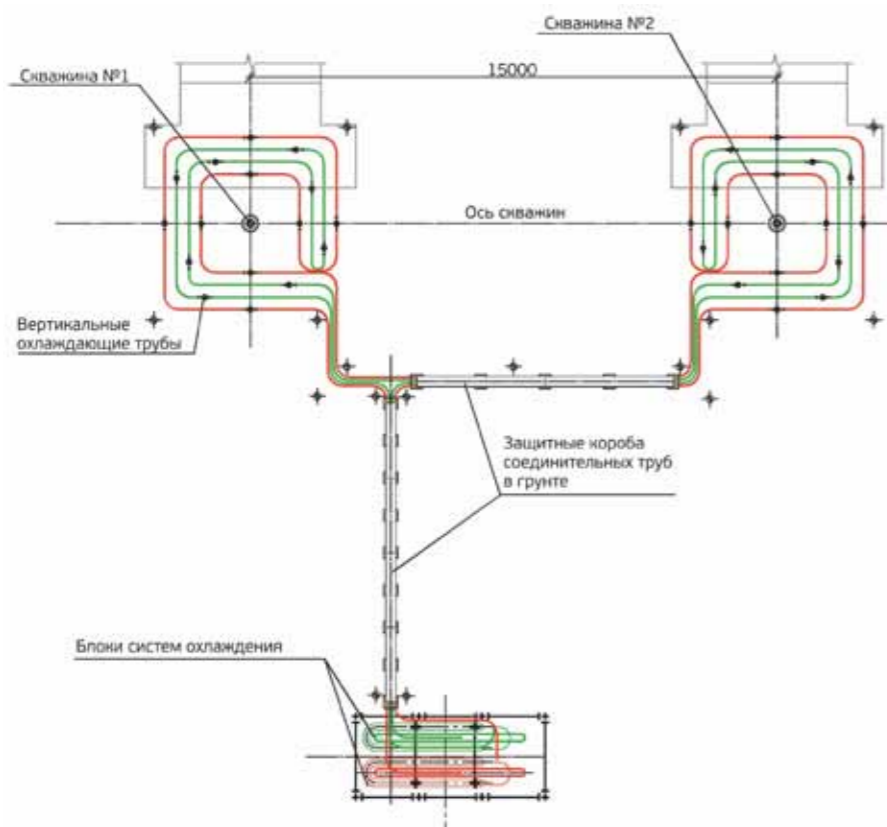 Скважина №2
Скважина №1
15000
Ось скважин
Вертикальные
охлаждающие трубы
Защитные короба
соединительных труб
в грунте
Блоки систем охлаждения